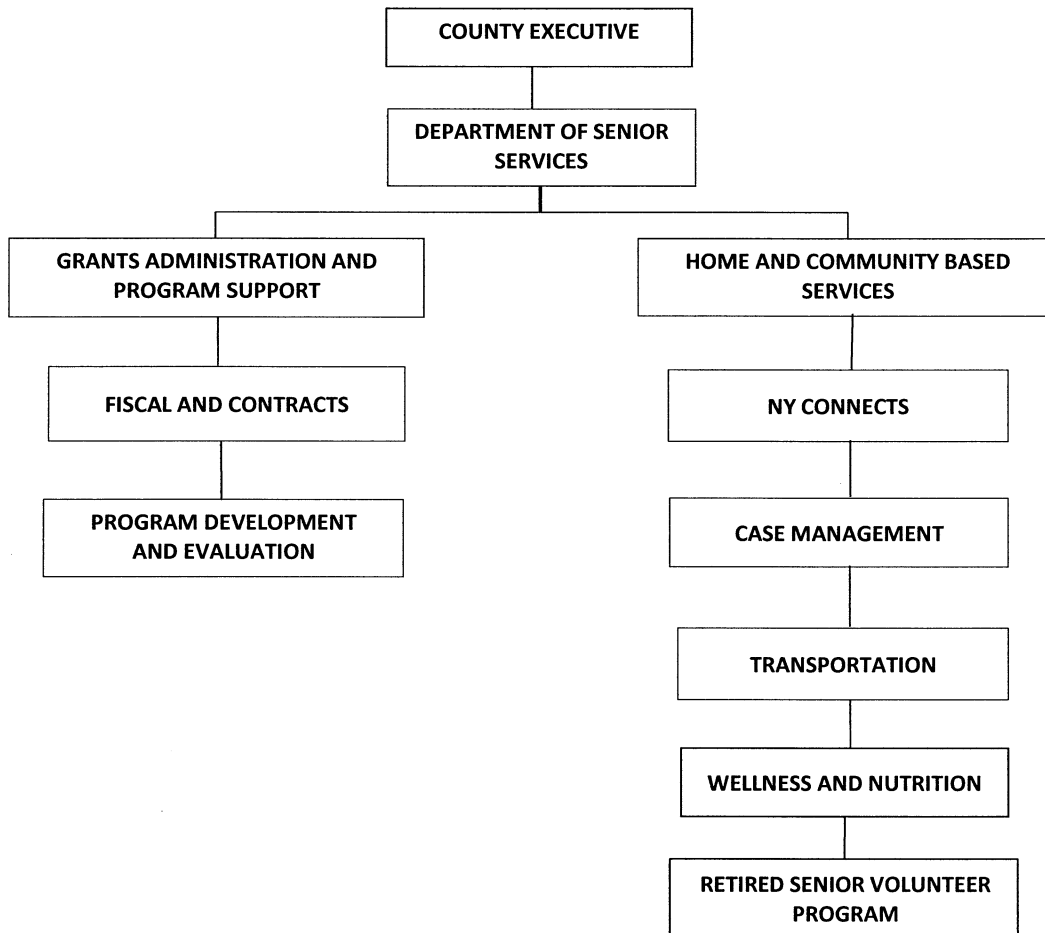 COUNTY EXECUTIVE
DEPARTMENT OF SENIOR
SERVICES
GRANTS ADMINISTRATION AND
PROGRAM SUPPORT
HOME AND COMMUNITY BASED
SERVICES
FISCAL AND CONTRACTS
NY CONNECTS
PROGRAM DEVELOPMENT
AND EVALUATION
CASE MANAGEMENT
TRANSPORTATION
WELLNESS AND NUTRITION
RETIRED SENIOR VOLUNTEER
PROGRAM